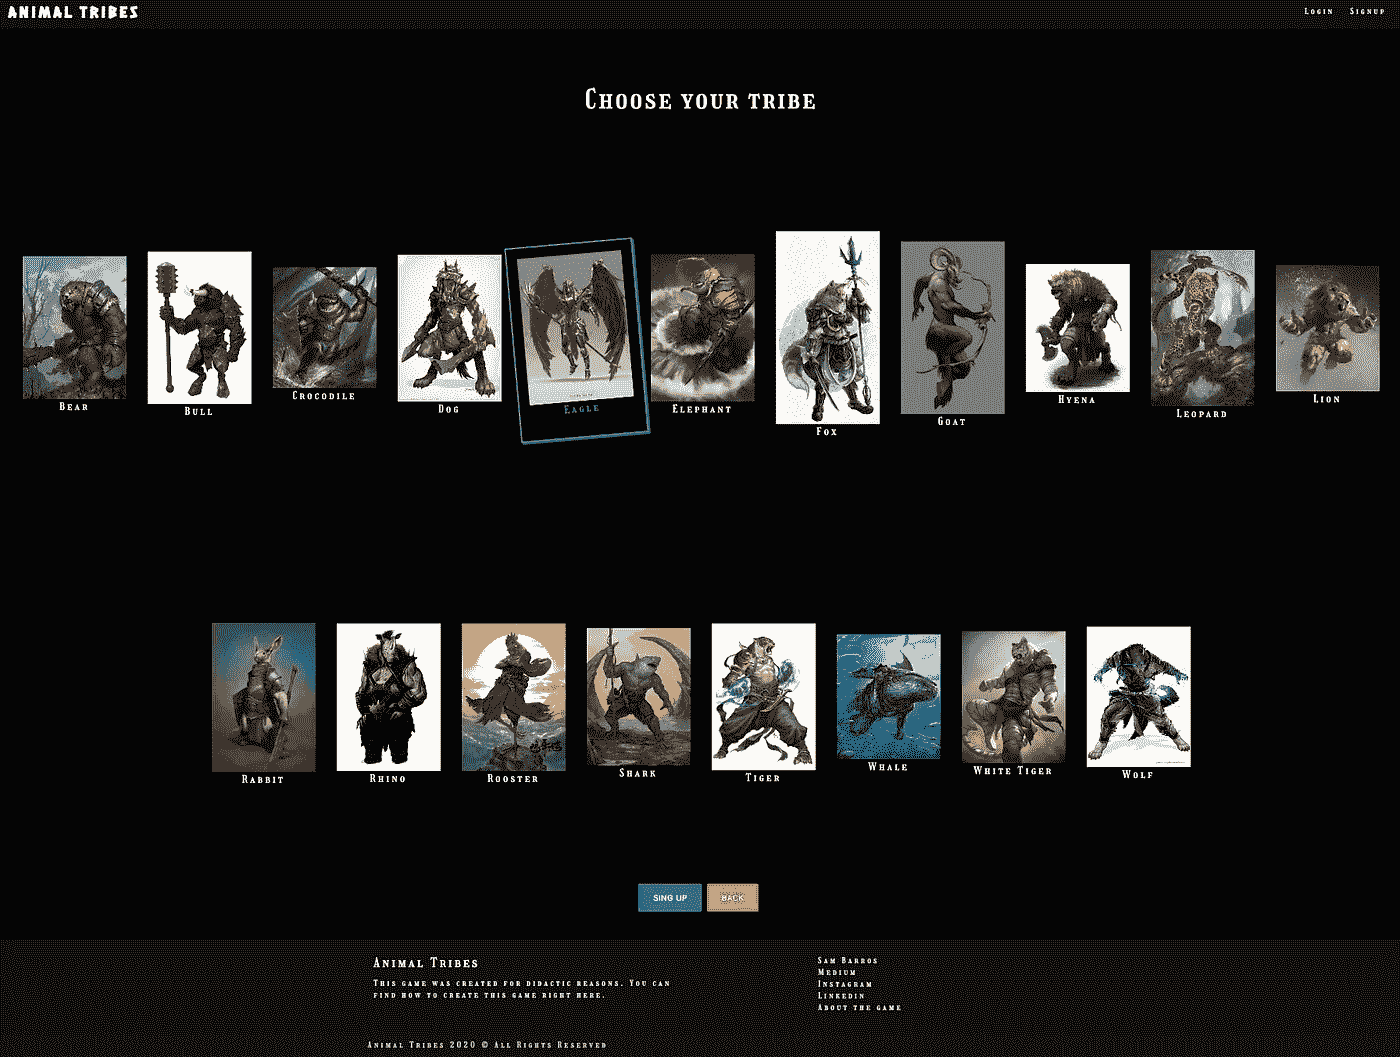 ANIMAL TRIBES
Login Signup
Choose your tribe
Bear
Bull
Crocodile
Dog
Eagle
Elephant
Fox
Goat
Hyena
Leopard
Lion
Rabbit
Rhino
Rooster
Shark
Tiger
Whale
White Tiger
Wolf
SING UP
BACK
Animal Tribes
This game was created for didactic reasons. You can
find how to create this game right here.
Sam Barros
Medium
Instagram
Linkedin
About the game
Animal Tribes 2020 © All Rights Reserved